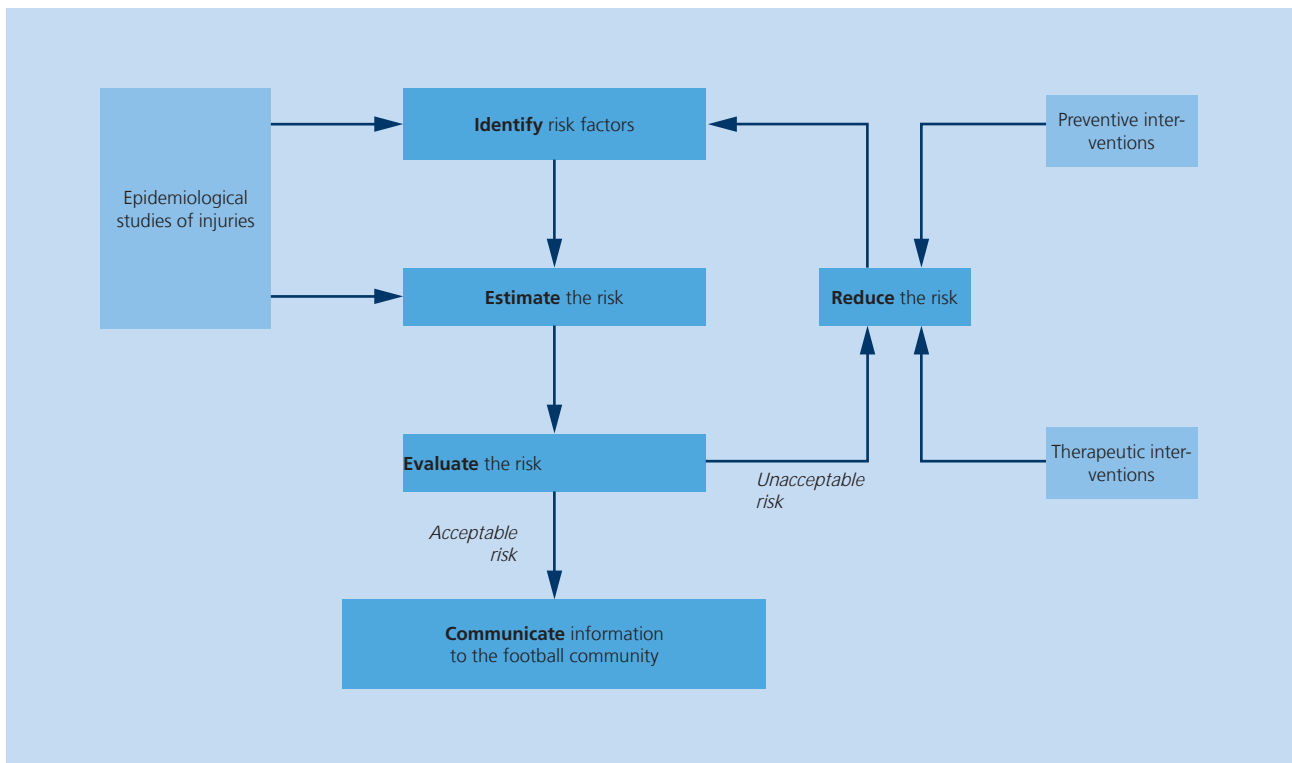 Identify risk factors
Preventive inter-
ventions
Epidemiological
studies of injuries
Estimate the risk
Reduce the risk
Evaluate the risk
Unacceptable
risk
Therapeutic inter-
ventions
Acceptable
risk
Communicate information
to the football community